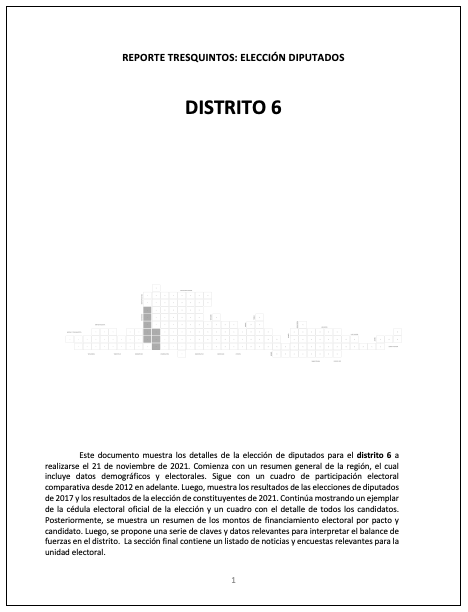 REPORTE TRESQUINTOS: ELECCIÓN DIPUTADOS
DISTRITO 6
Este documento muestra los detalles de la elección de diputados para el distrito 6 a
realizarse el 21 de noviembre de 2021. Comienza con un resumen general de la región, el cual
incluye datos demográficos y electorales. Sigue con un cuadro de participación electoral
comparativa desde 2012 en adelante. Luego, muestra los resultados de las elecciones de diputados
de 2017 y los resultados de la elección de constituyentes de 2021. Continúa mostrando un ejemplar
de la cédula electoral oficial de la elección y un cuadro con el detalle de todos los candidatos.
Posteriormente, se muestra un resumen de los montos de financiamiento electoral por pacto y
candidato. Luego, se propone una serie de claves y datos relevantes para interpretar el balance de
fuerzas en el distrito. La sección final contiene un listado de noticias y encuestas relevantes para la
unidad electoral.
1